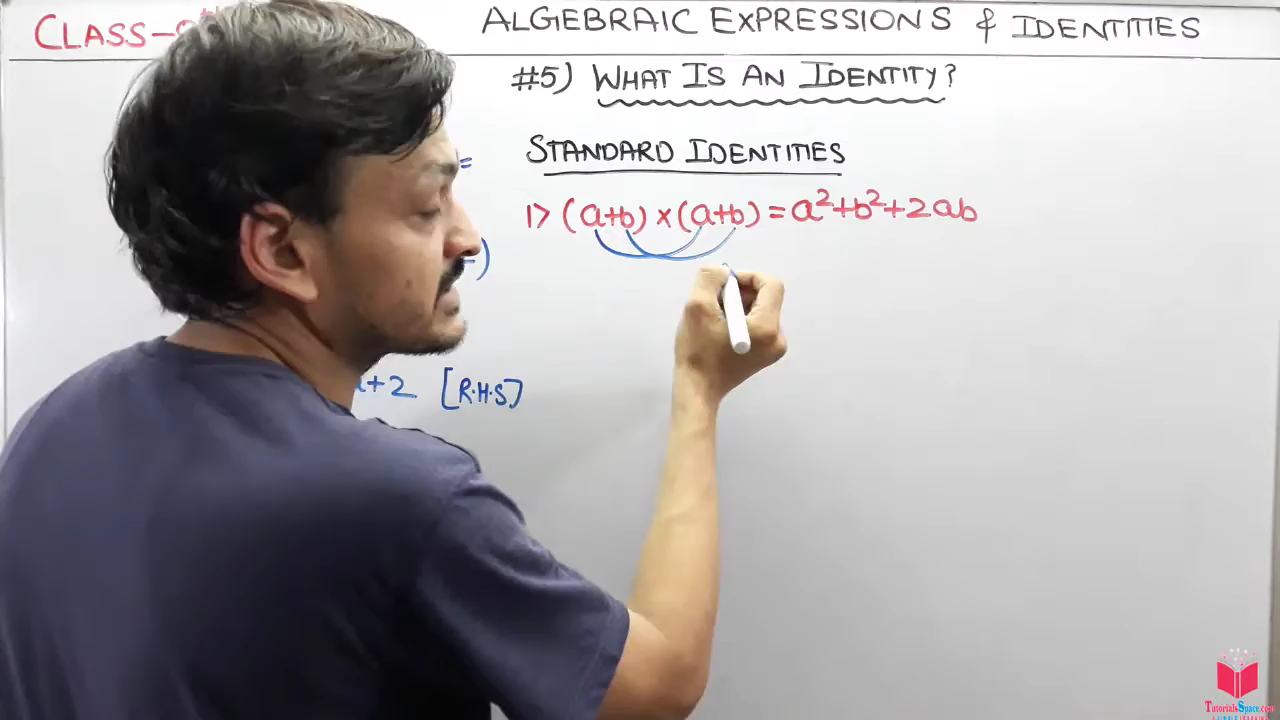 CLASS-8th
ALGEBRAIC EXPRESSIONS & IDENTITIES
#5) WHAT IS AN IDENTITY?
STANDARD IDENTITIES
1> (a+b) × (a+b) = a²+b²+2ab
+2 [R.H.S]
TutorialsSpace.com